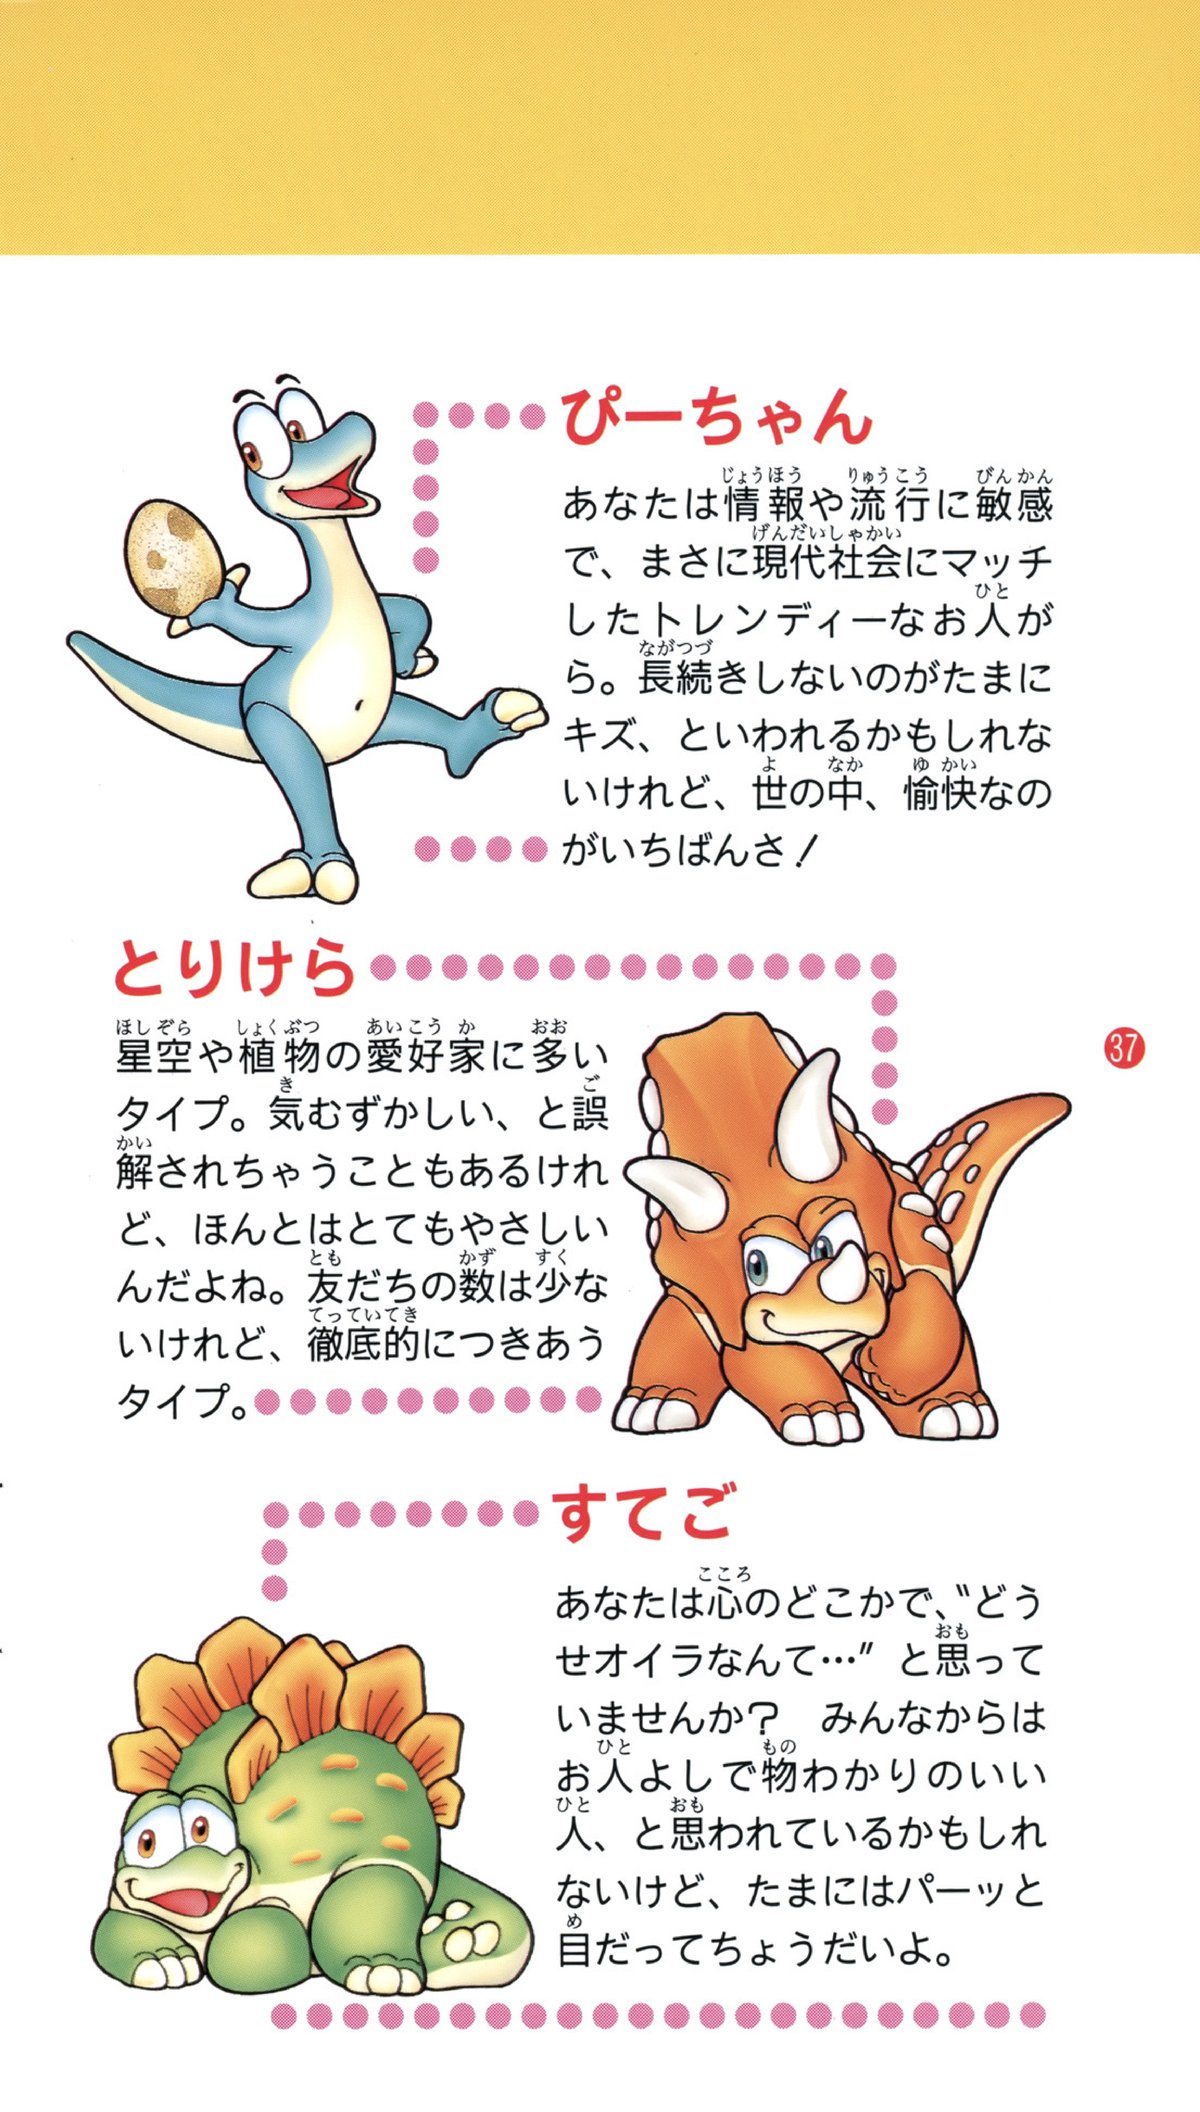 ぴーちゃん
あなたは情報や流行に敏感
で、まさに現代社会にマッチ
したトレンディーなお人が
ら。長続きしないのがたまに
キズ、といわれるかもしれな
いけれど、世の中、愉快なの
がいちばんさ！
とりけら
星空や植物の愛好家に多い
タイプ。気むずかしい、と誤
解されちゃうこともあるけれ
ど、ほんとはとてもやさしい
んだよね。友だちの数は少な
いけれど、徹底的につきあう
タイプ。
37
すてご
あなたは心のどこかで、〝どう
せオイラなんて…〟と思って
いませんか？　みんなからは
お人よしで物わかりのいい
人、と思われているかもしれ
ないけど、たまにはパーッと
目だってちょうだいよ。